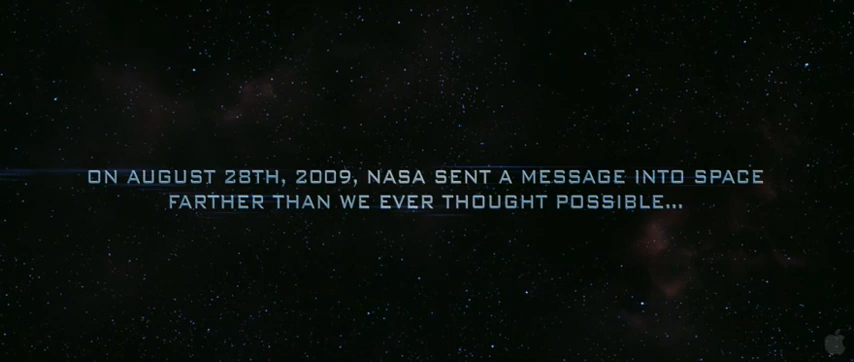 ON AUGUST 28TH, 2009, NASA SENT A MESSAGE INTO SPACE
FARTHER THAN WE EVER THOUGHT POSSIBLE...